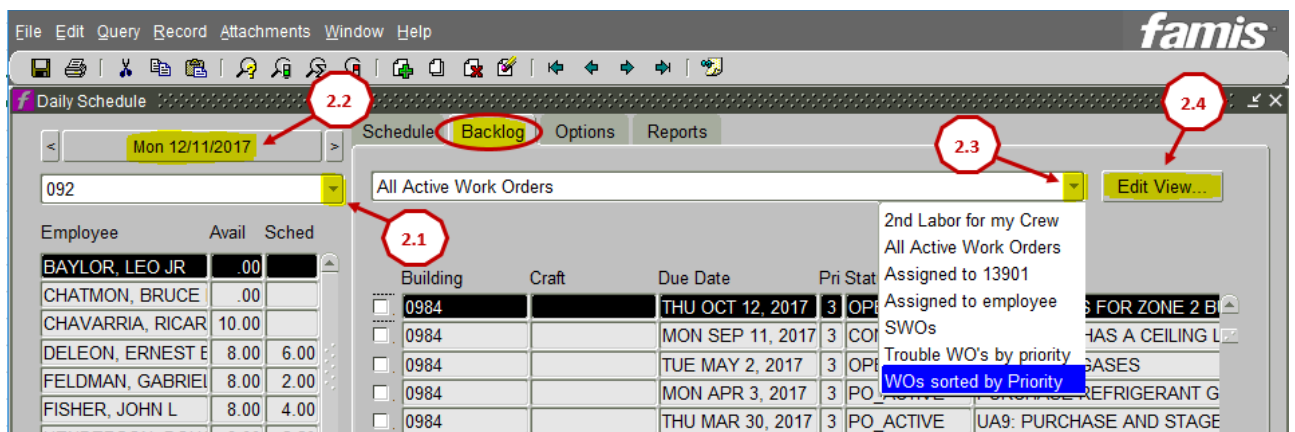 File Edit Query Record Attachments Window Help
famis
f Daily Schedule
2.2
2.4
< Mon 12/11/2017 >
Schedule Backlog Options Reports
2.3
092
All Active Work Orders
Edit View...
2.1
Employee Avail Sched
2nd Labor for my Crew
All Active Work Orders
Assigned to 13901
Assigned to employee
SWOs
Trouble WO's by priority
WOs sorted by Priority
Building Craft Due Date Pri Stat
BAYLOR, LEO JR .00
CHATMON, BRUCE .00
CHAVARRIA, RICAR 10.00
DELEON, ERNEST E 8.00 6.00
FELDMAN, GABRIEL 8.00 2.00
FISHER, JOHN L 8.00 4.00
0984 THU OCT 12, 2017 3 OPE S FOR ZONE 2
0984 MON SEP 11, 2017 3 HAS A CEILING L
0984 TUE MAY 2, 2017 3 OPE GASES
0984 MON APR 3, 2017 3 PO_ACTIVE PURCHASE REFRIGERANT G
0984 THU MAR 30, 2017 3 PO_ACTIVE UA9: PURCHASE AND STAGE